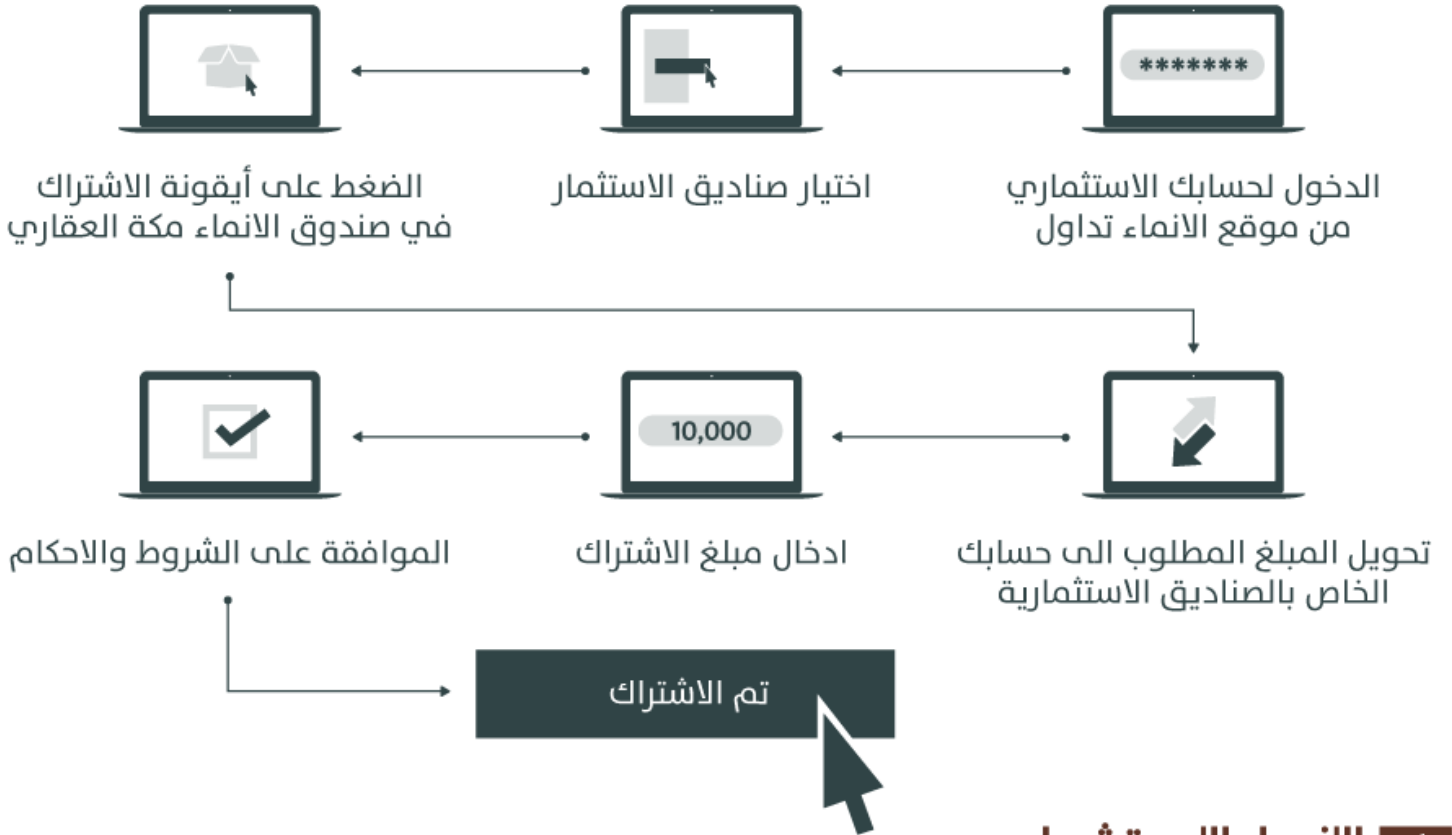 *******
الدخول لحسابك الاستثماري
من موقع الانماء تداول
اختيار صناديق الاستثمار
الضغط على أيقونة الاشتراك
في صندوق الانماء مكة العقاري
تحويل المبلغ المطلوب الى حسابك
الخاص بالصناديق الاستثمارية
10,000
ادخال مبلغ الاشتراك
الموافقة على الشروط والاحكام
تم الاشتراك